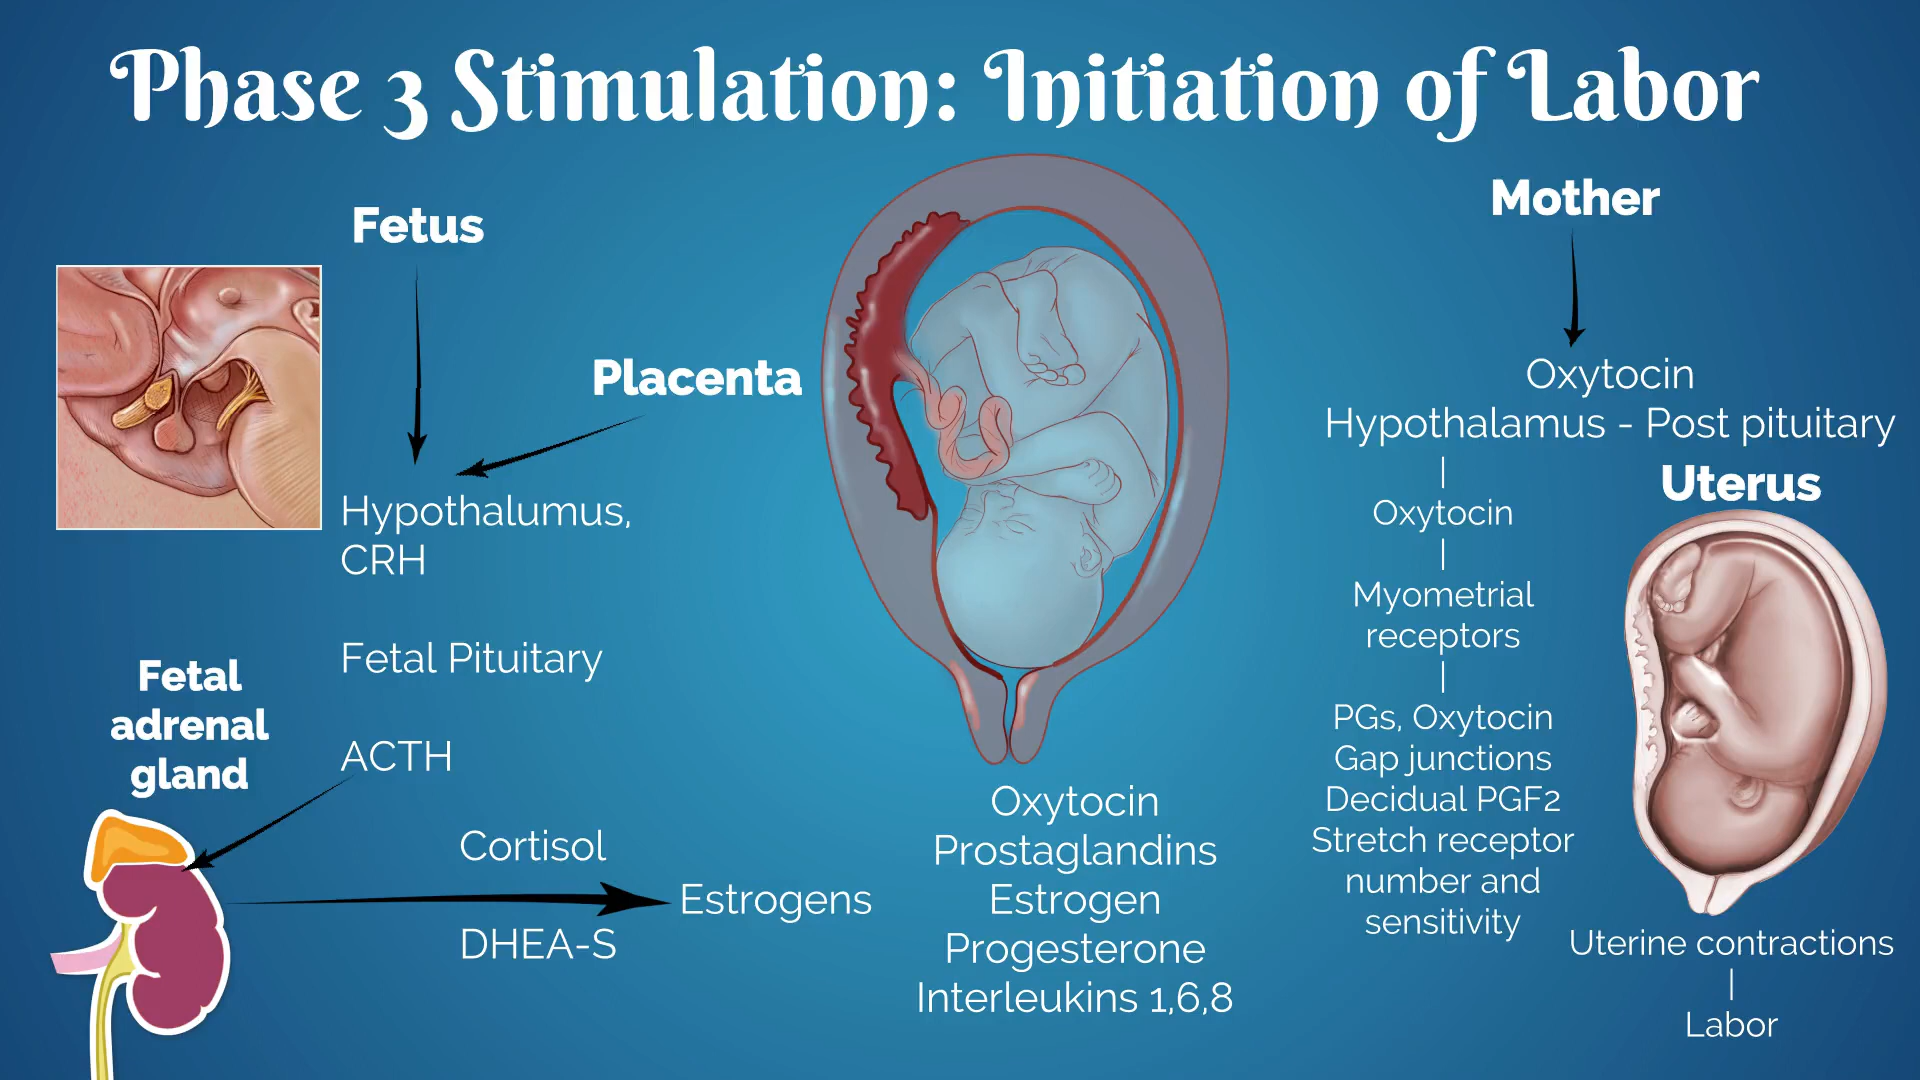 Phase 3 Stimulation: Initiation of Labor
Fetus
Placenta
Hypothalumus,
CRH
Fetal Pituitary
ACTH
Fetal
adrenal
gland
Cortisol
DHEA-S
Estrogens
Oxytocin
Prostaglandins
Estrogen
Progesterone
Interleukins 1,6,8
Mother
Oxytocin
Hypothalamus - Post pituitary
Oxytocin
Myometrial
receptors
PGs, Oxytocin
Gap junctions
Decidual PGF2
Stretch receptor
number and
sensitivity
Uterus
Uterine contractions
Labor